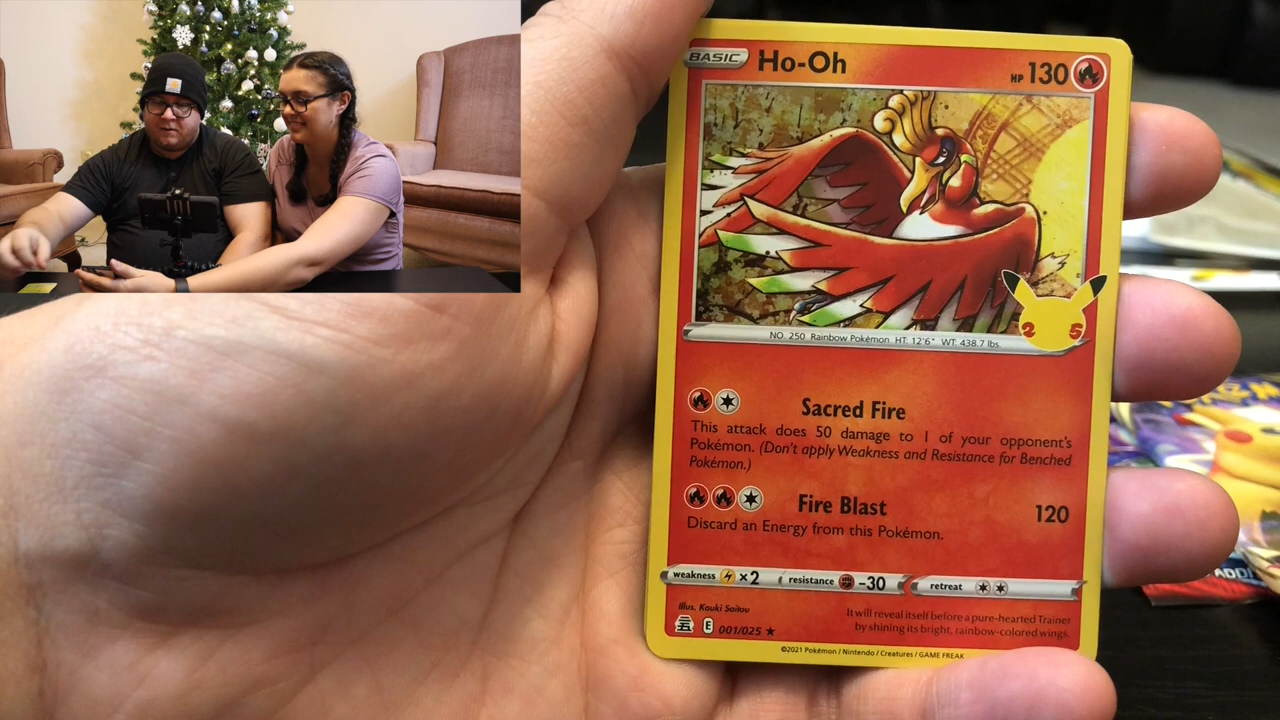 BASIC Ho-Oh HP 130
2 5
NO. 250 Rainbow Pokémon HT: 12'6" WT: 438.7 lbs.
Sacred Fire
This attack does 50 damage to 1 of your opponent's
Pokémon. (Don't apply Weakness and Resistance for Benched
Pokémon.)
Fire Blast 120
Discard an Energy from this Pokémon.
weakness ×2 resistance -30 retreat
Illus. Kouki Saitou
It will reveal itself before a pure-hearted Trainer
by shining its bright, rainbow-colored wings.
E 001/025
©2021 Pokémon / Nintendo / Creatures / GAME FREAK